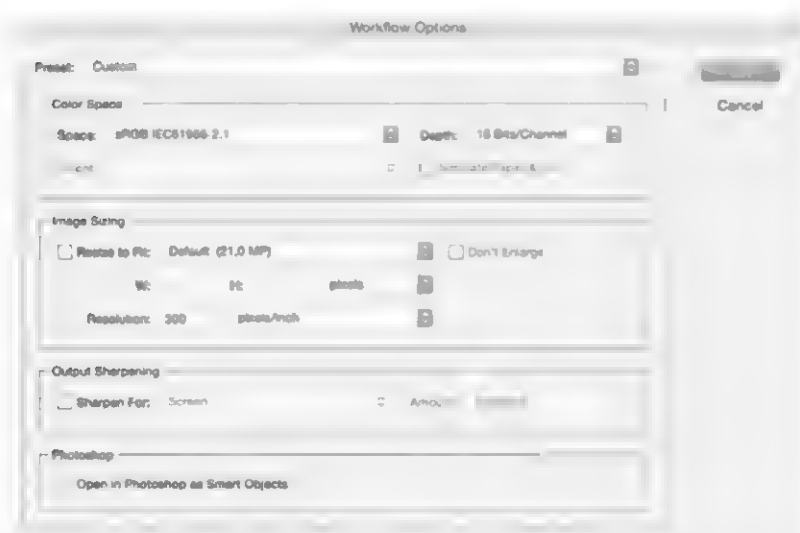 Workflow Options
Preset: Custom
Cancel
Color Space
Space: sRGB IEC61966-2.1 Depth: 16 Bits/Channel
Image Sizing
Resize to Fit: Default (21.0 MP) Don't Enlarge
W: H: pixels
Resolution: 300 pixels/inch
Output Sharpening
Sharpen For: Screen Amount:
Photoshop
Open in Photoshop as Smart Objects